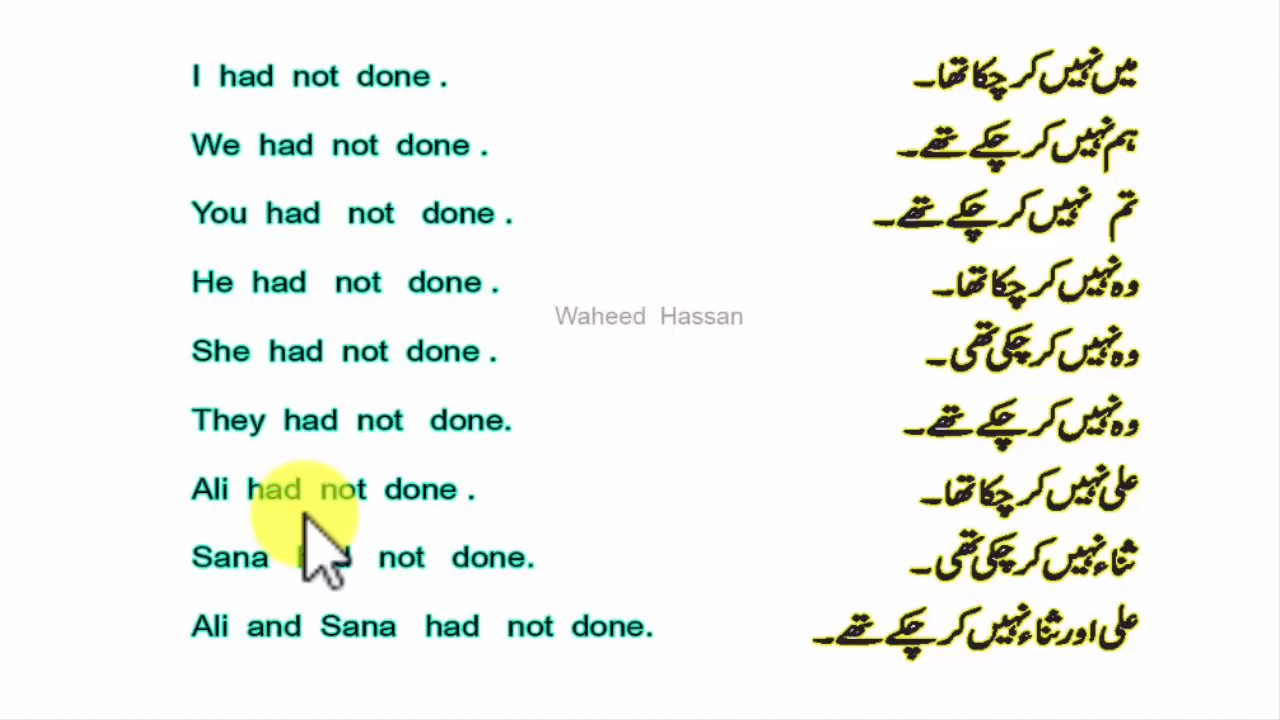 I had not done . میں نہیں کر چکا تھا۔
We had not done . ہم نہیں کر چکے تھے۔
You had not done . تم نہیں کر چکے تھے۔
He had not done . وہ نہیں کر چکا تھا۔
Waheed Hassan
She had not done . وہ نہیں کر چکی تھی۔
They had not done. وہ نہیں کر چکے تھے۔
Ali had not done . علی نہیں کر چکا تھا۔
Sana had not done. ثناء نہیں کر چکی تھی۔
Ali and Sana had not done. علی اور ثناء نہیں کر چکے تھے۔